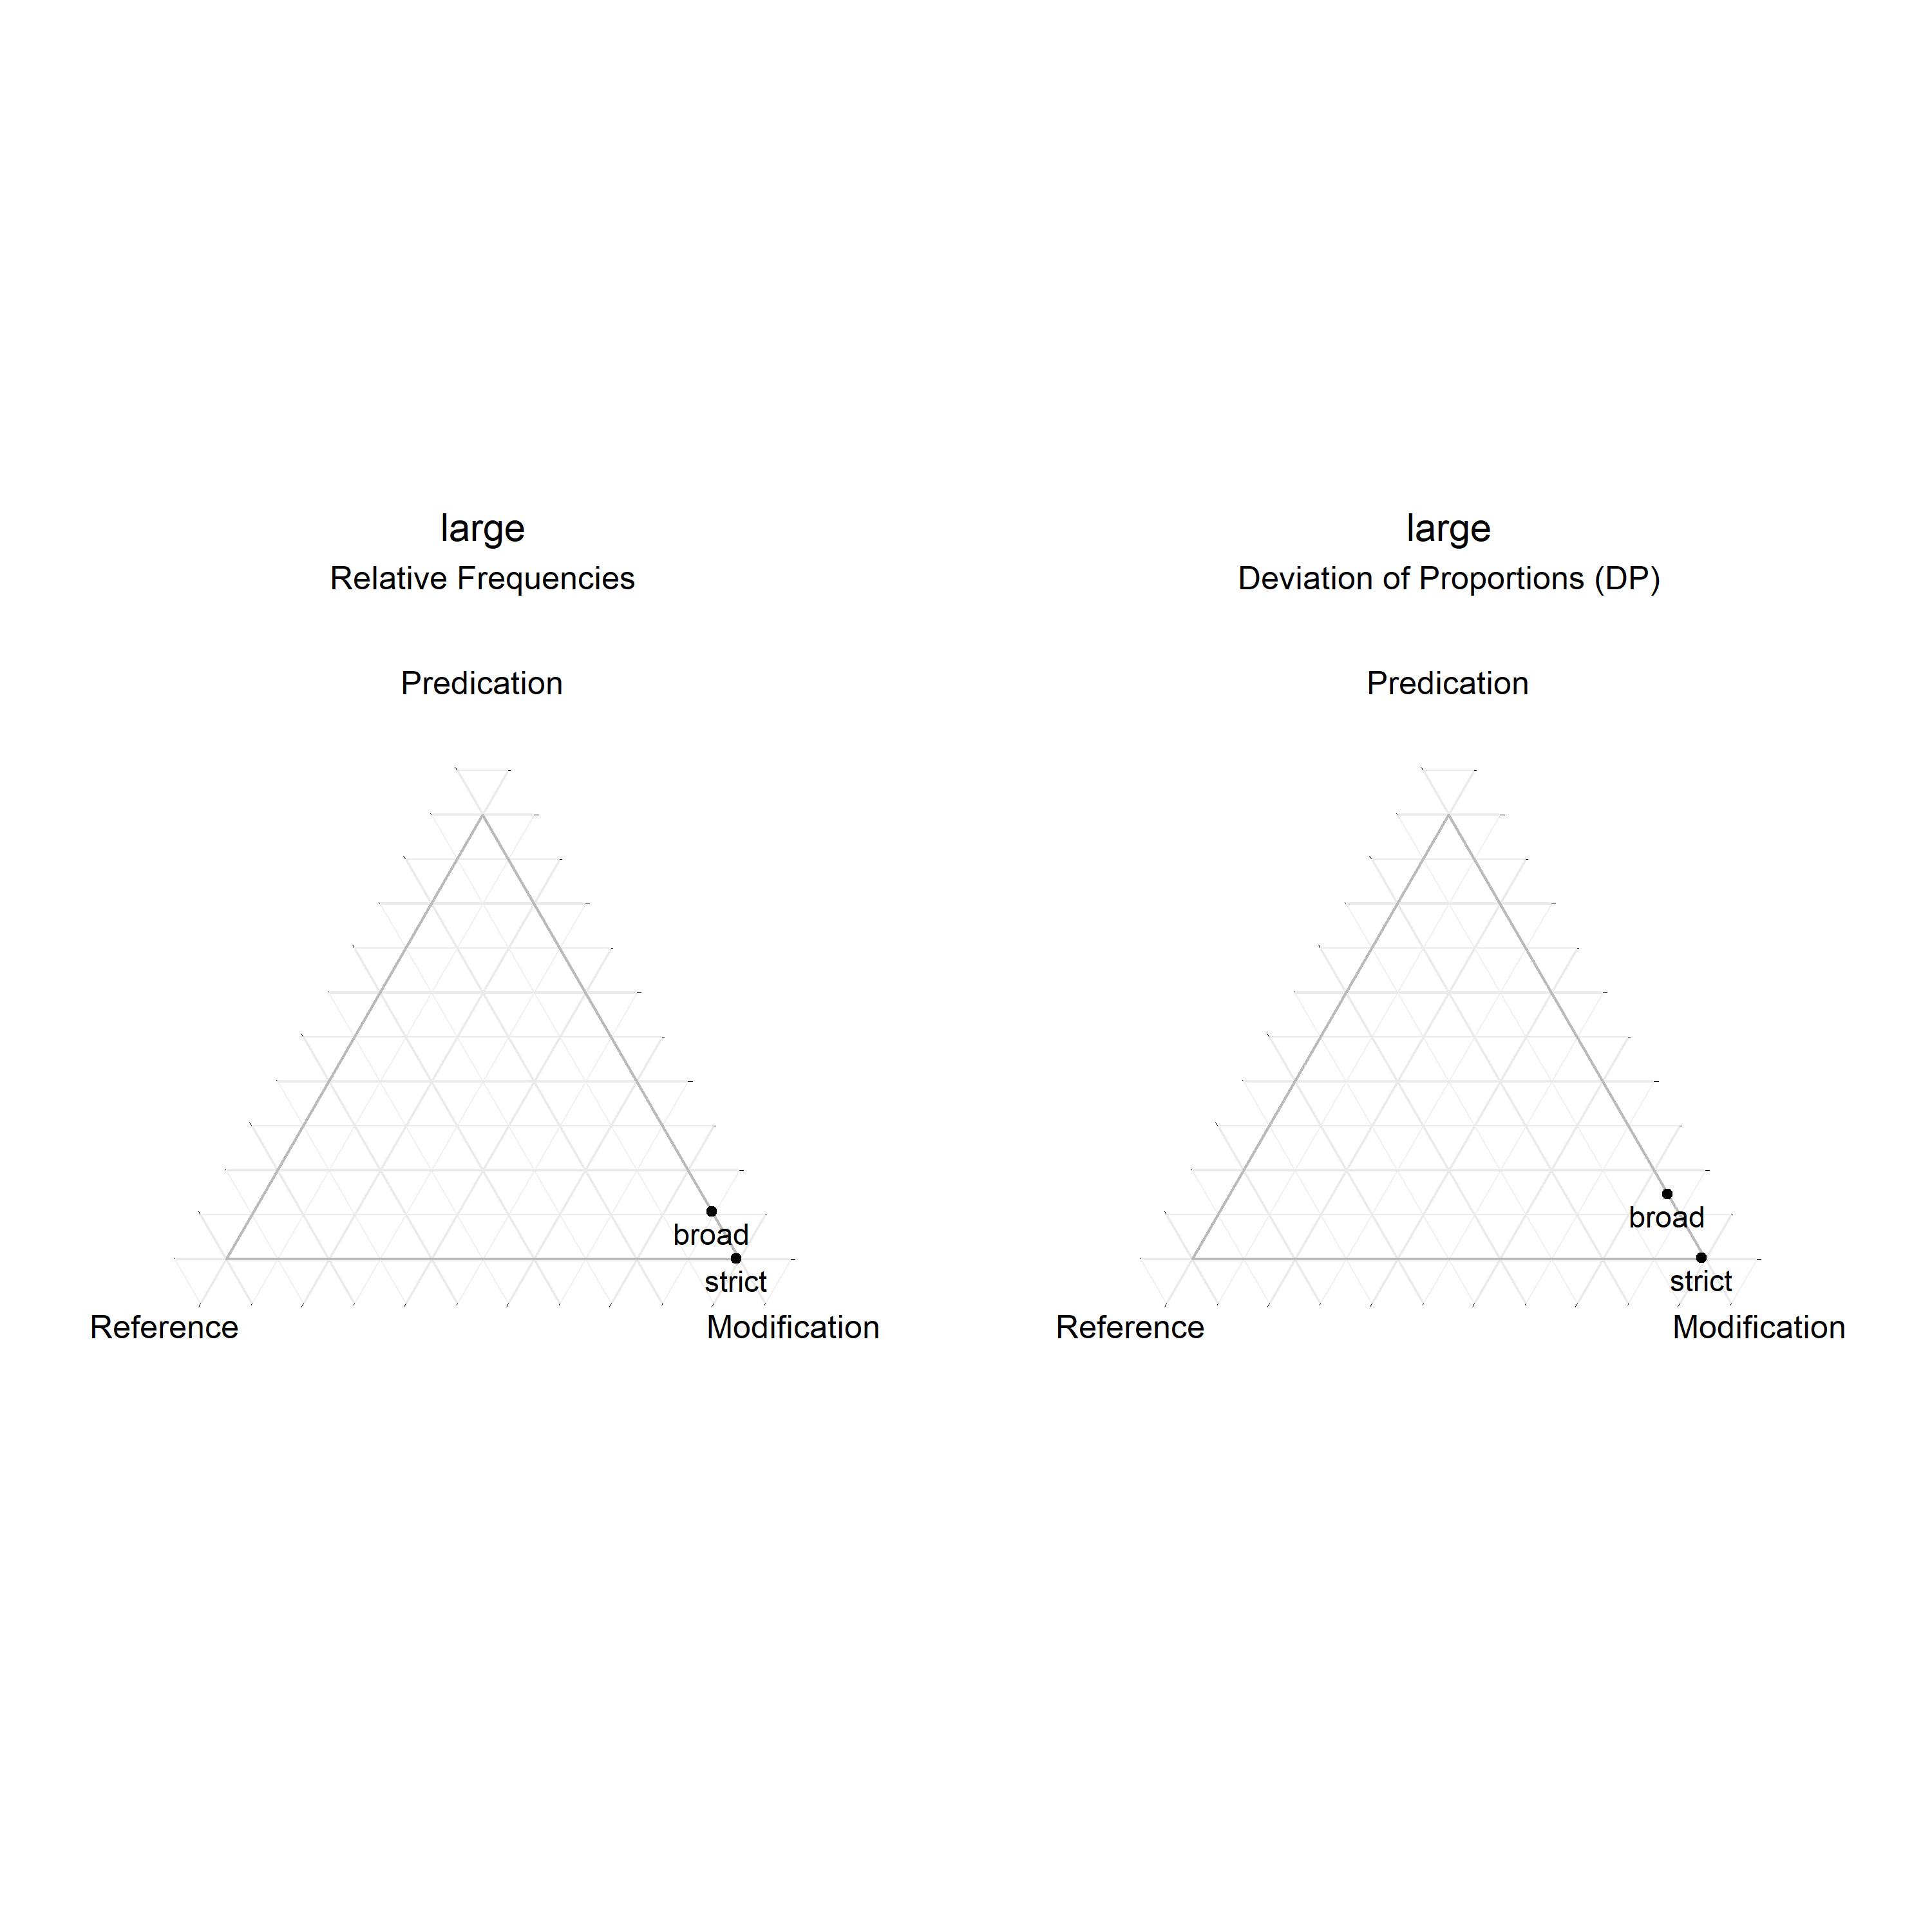 large
Relative Frequencies
Predication
broad
strict
Reference
Modification
large
Deviation of Proportions (DP)
Predication
broad
strict
Reference
Modification